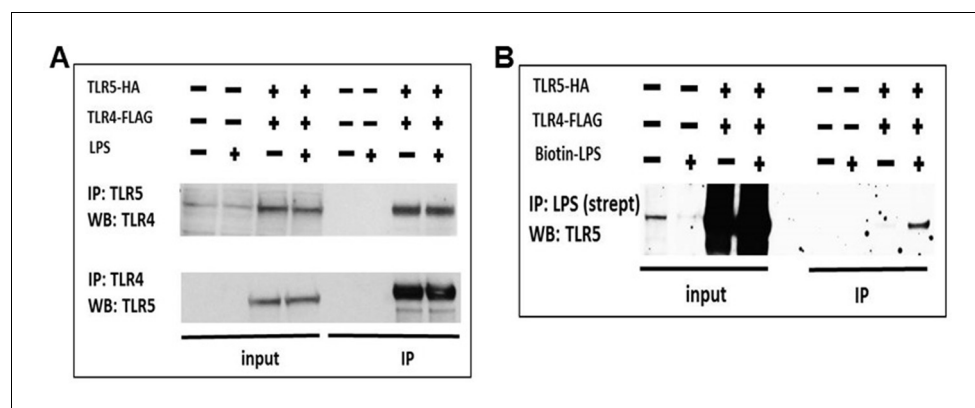 A
TLR5-HA − − + + − − + +
TLR4-FLAG − − + + − − + +
LPS − + − + − + − +
IP: TLR5
WB: TLR4
IP: TLR4
WB: TLR5
input IP
B
TLR5-HA − − + + − − + +
TLR4-FLAG − − + + − − + +
Biotin-LPS − + − + − + − +
IP: LPS (strept)
WB: TLR5
input IP